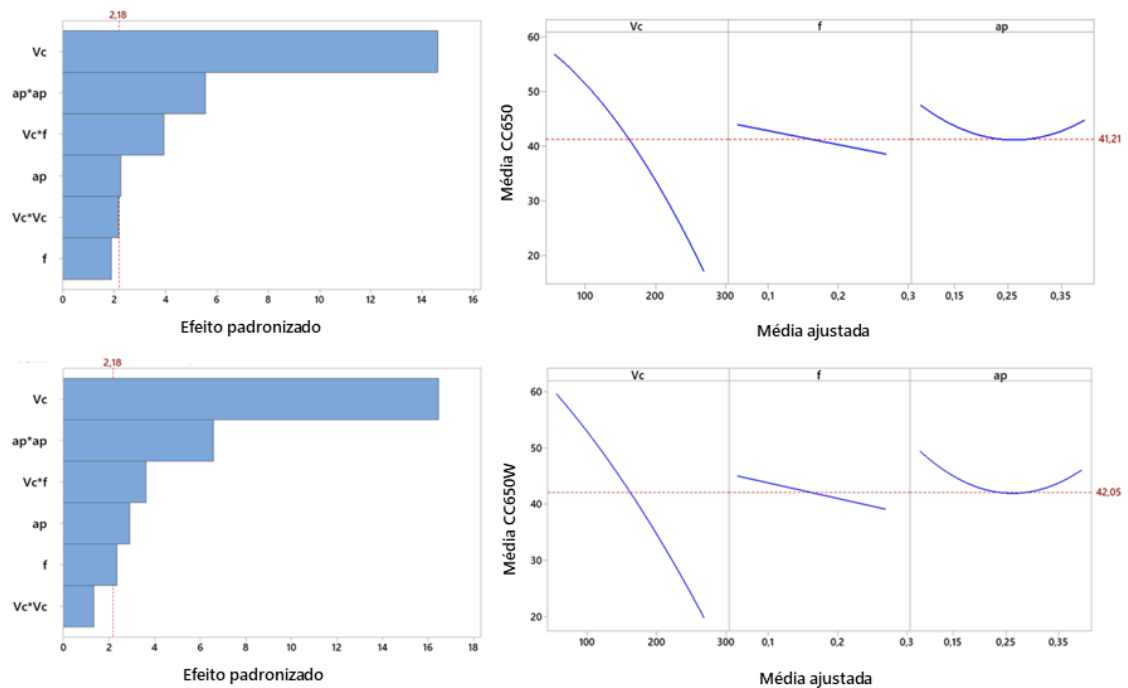 2,18
Vc
ap*ap
Vc*f
ap
Vc*Vc
f
0 2 4 6 8 10 12 14 16
Efeito padronizado
Vc f ap
Média CC650
60
50
40
30
20
41,21
100 200 300 0,1 0,2 0,3 0,15 0,25 0,35
Média ajustada
2,18
Vc
ap*ap
Vc*f
ap
f
Vc*Vc
0 2 4 6 8 10 12 14 16 18
Efeito padronizado
Vc f ap
Média CC650W
60
50
40
30
20
42,05
100 200 300 0,1 0,2 0,3 0,15 0,25 0,35
Média ajustada